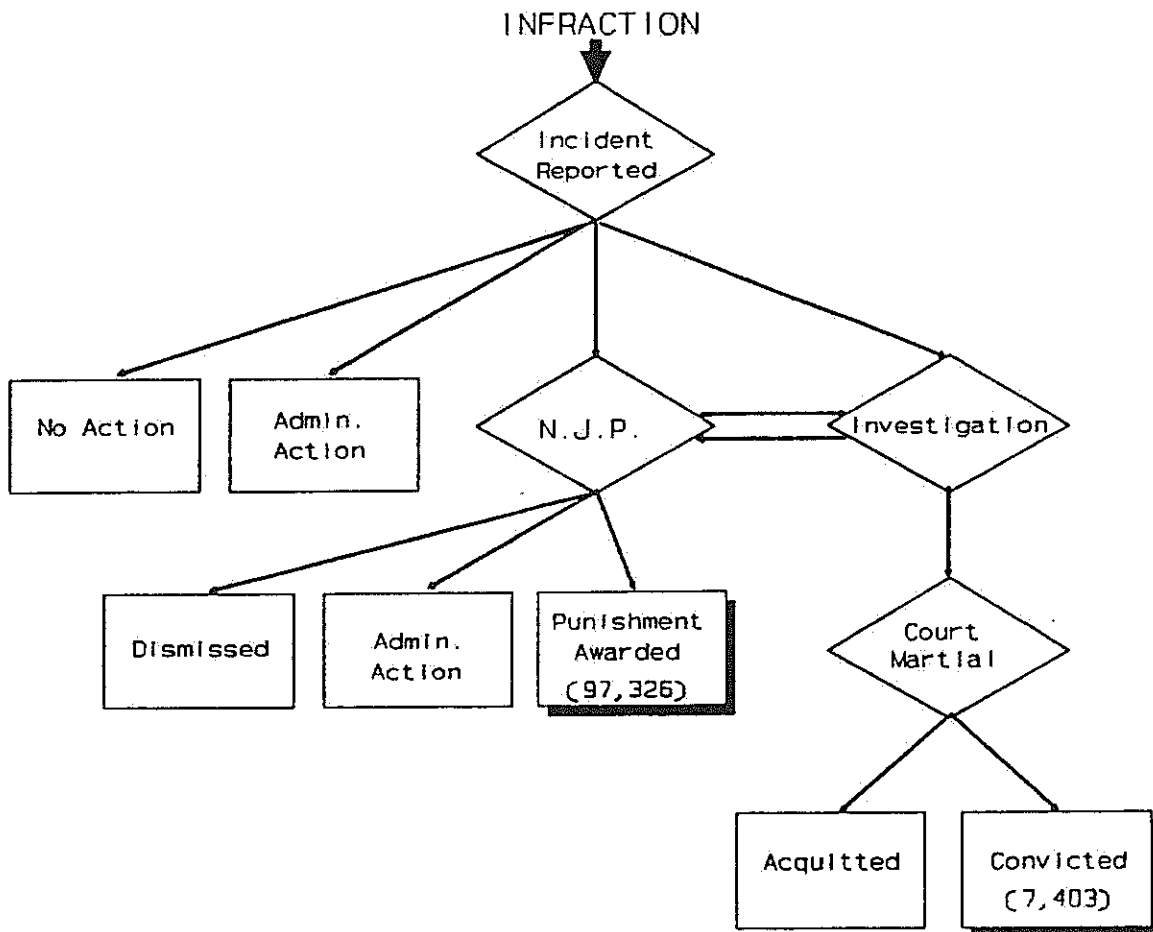 INFRACTION
Incident
Reported
No Action
Admin.
Action
N.J.P.
Investigation
Dismissed
Admin.
Action
Punishment
Awarded
(97,326)
Court
Martial
Acquitted
Convicted
(7,403)